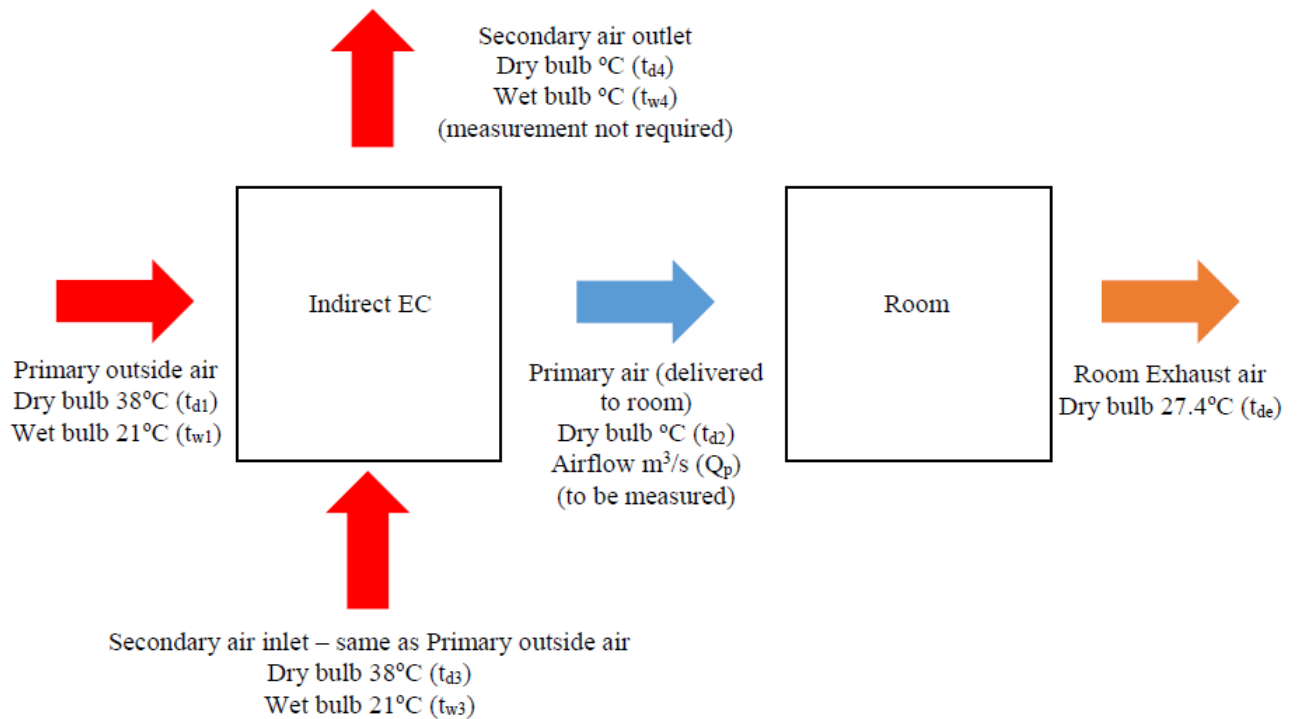 Secondary air outlet
Dry bulb ºC (td4)
Wet bulb ºC (tw4)
(measurement not required)
Indirect EC
Room
Primary outside air
Dry bulb 38ºC (td1)
Wet bulb 21ºC (tw1)
Primary air (delivered
to room)
Dry bulb ºC (td2)
Airflow m³/s (Qp)
(to be measured)
Room Exhaust air
Dry bulb 27.4ºC (tde)
Secondary air inlet – same as Primary outside air
Dry bulb 38ºC (td3)
Wet bulb 21ºC (tw3)